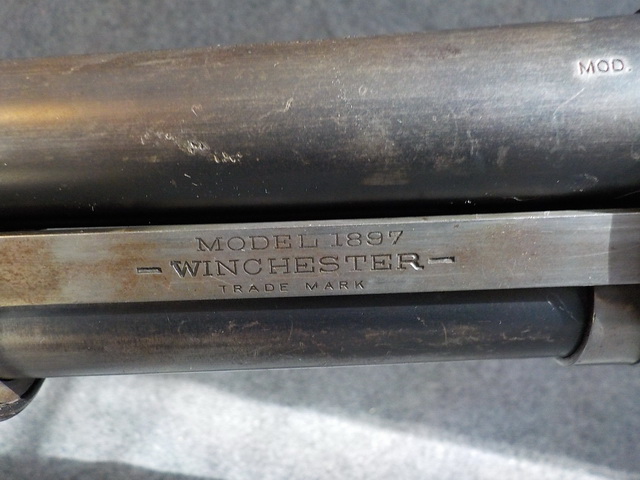 MOD.
MODEL 1897
-WINCHESTER-
TRADE MARK